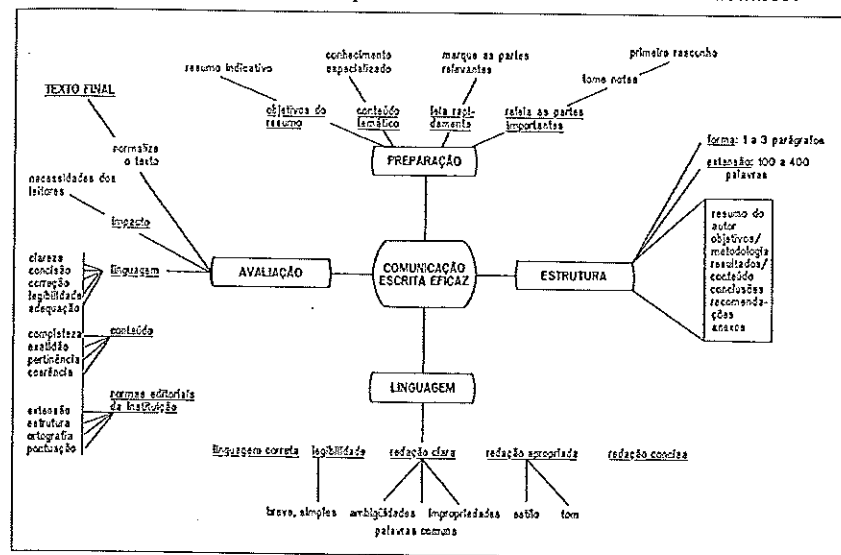 primeiro rascunho
conhecimento
especializado
marque as partes
relevantes
resumo indicativo
tome notas
TEXTO FINAL
objetivos do
resumo
conteúdo
temático
leia rapi-
damente
releia as partes
importantes
PREPARAÇÃO
normalize
o texto
necessidades dos
leitores
impacto
forma: 1 a 3 parágrafos
extensão: 100 a 400
palavras
resumo do
autor
objetivos/
metodologia
resultados/
conteúdo
conclusões
recomenda-
ções
anexos
clareza
concisão
correção
legibilidade
adequação
linguagem
AVALIAÇÃO
COMUNICAÇÃO
ESCRITA EFICAZ
ESTRUTURA
completeza
exatidão
pertinência
coerência
conteúdo
LINGUAGEM
extensão
estrutura
ortografia
pontuação
normas editoriais
da instituição
linguagem correta
legibilidade
redação clara
redação apropriada
redação concisa
breve, simples
ambigüidades
palavras comuns
impropriedades
estilo
tom